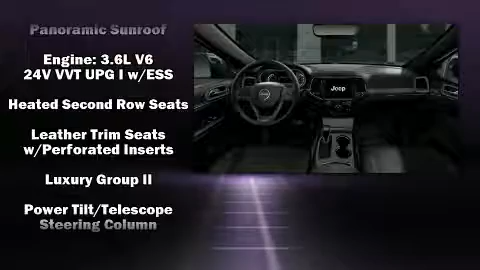 Panoramic Sunroof
Engine: 3.6L V6
24V VVT UPG I w/ESS
Heated Second Row Seats
Leather Trim Seats
w/Perforated Inserts
Luxury Group II
Power Tilt/Telescope
Steering Column
Jeep